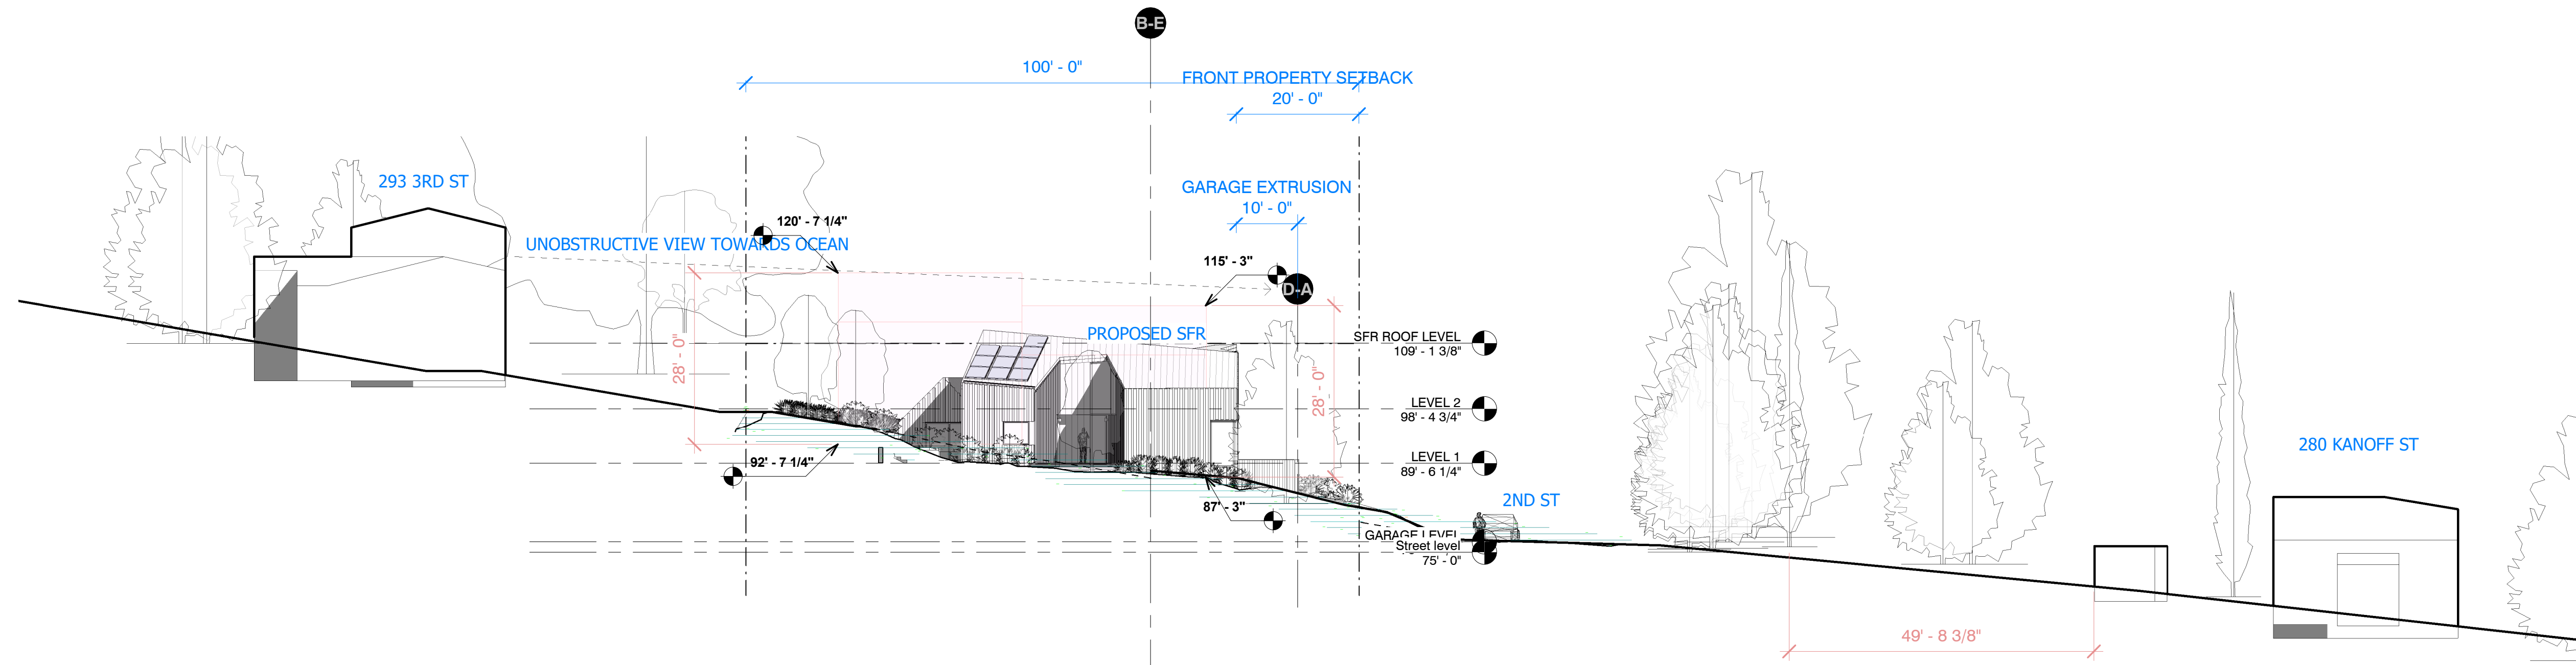 B-E
100' - 0"
FRONT PROPERTY SETBACK
20' - 0"
293 3RD ST
GARAGE EXTRUSION
10' - 0"
120' - 7 1/4"
UNOBSTRUCTIVE VIEW TOWARDS OCEAN
115' - 3"
D-A
PROPOSED SFR
SFR ROOF LEVEL
109' - 1 3/8"
28' - 0"
28' - 0"
LEVEL 2
98' - 4 3/4"
280 KANOFF ST
LEVEL 1
89' - 6 1/4"
92' - 7 1/4"
2ND ST
87' - 3"
GARAGE LEVEL
Street level
75' - 0"
49' - 8 3/8"